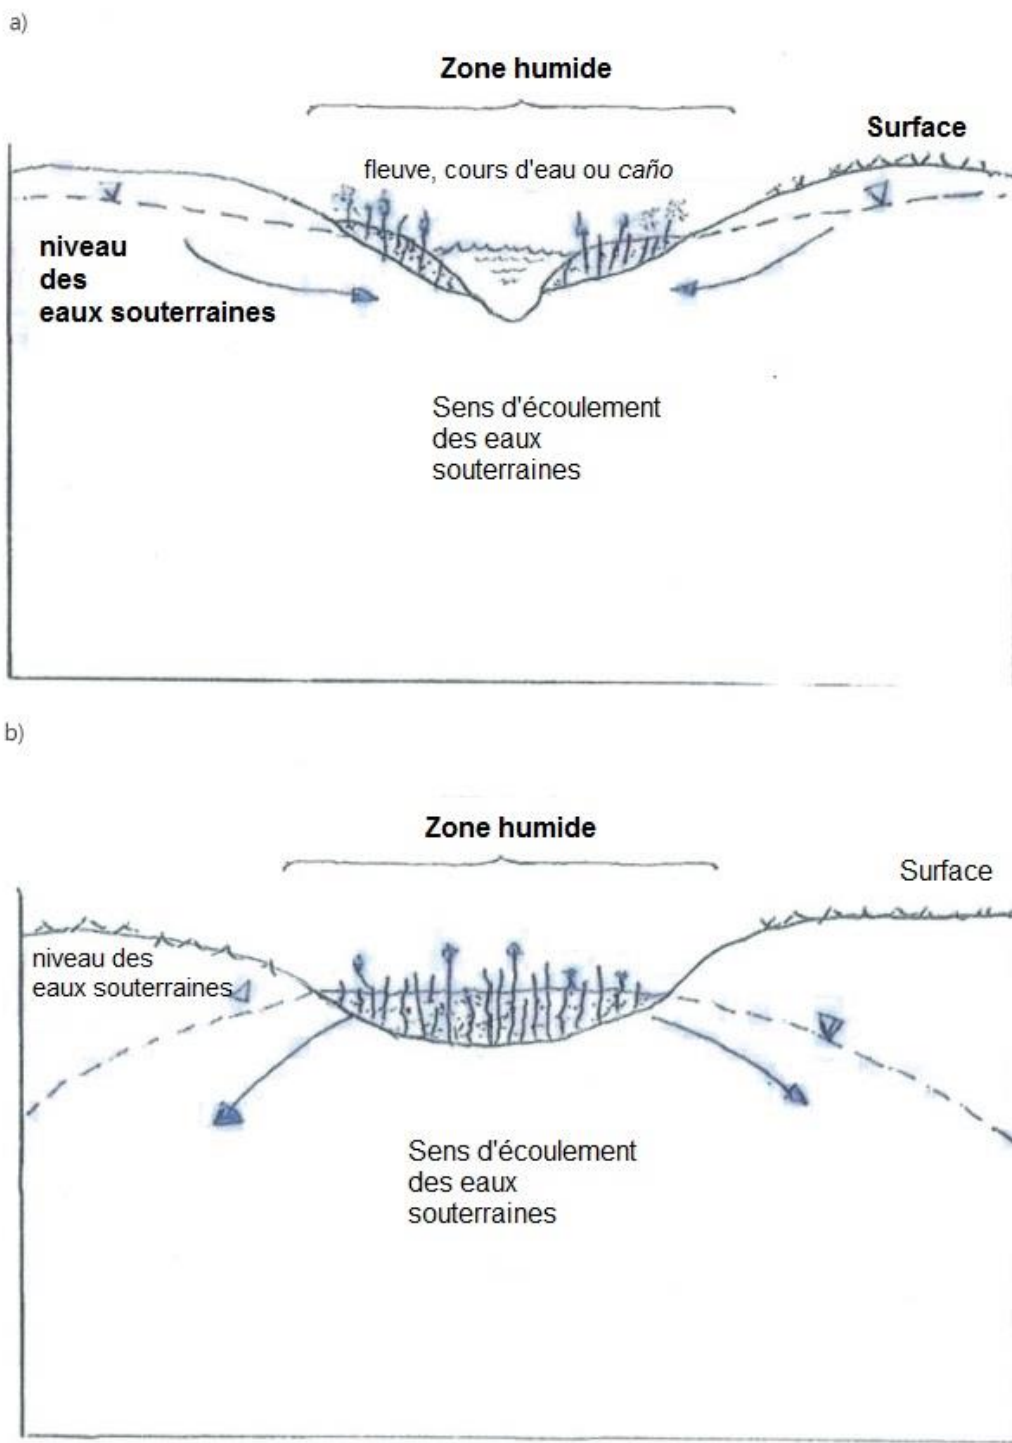 a)
Zone humide
Surface
fleuve, cours d'eau ou caño
niveau
des
eaux souterraines
Sens d'écoulement
des eaux
souterraines
b)
Zone humide
Surface
niveau des
eaux souterraines
Sens d'écoulement
des eaux
souterraines